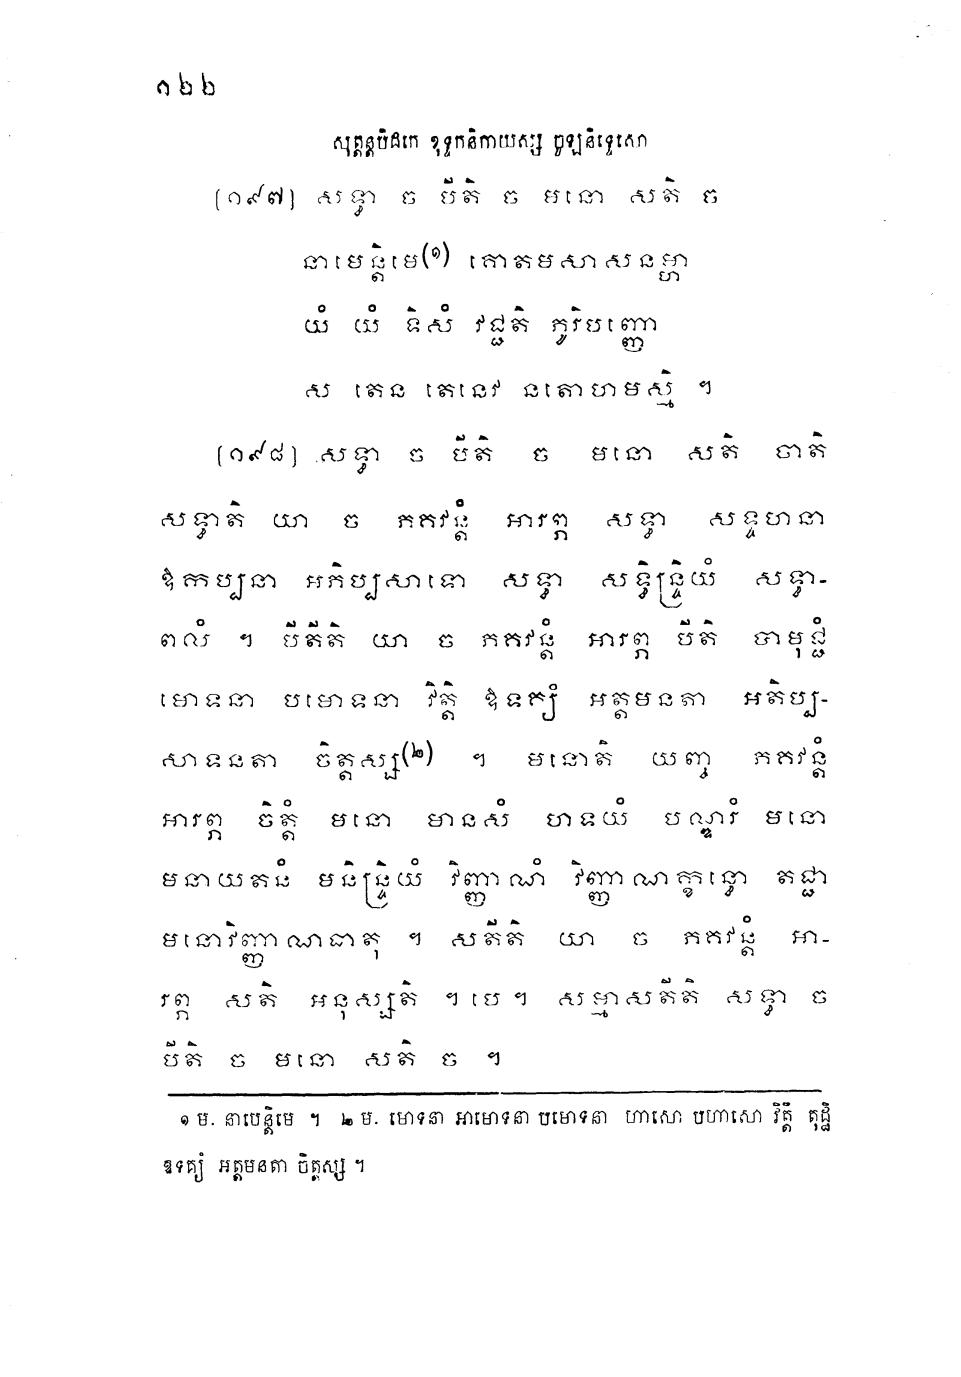 ១២២
សុត្តន្តបិដកេ ខុទ្ទកនិកាយស្ស ចូឡនិទ្ទេសោ
(១៩៧) សទ្ធា ច បីតិ ច មនោ សតិ ច
នាមេន្តិមេ(១) គោតមសាសនម្ហា
យំ យំ ទិសំ វជ្ជតិ ភូរិបញ្ញោ
ស តេន តេនេវ នតោហមស្មិ ។
(១៩៨) សទ្ធា ច បីតិ ច មនោ សតិ ចាតិ
សទ្ធាតិ យា ច ភគវន្តំ អារព្ភ សទ្ធា សទ្ទហនា
ឱកប្បនា អភិប្បសាទោ សទ្ធា សទ្ធិន្ទ្រិយំ សទ្ធា-
ពលំ ។ បីតីតិ យា ច ភគវន្តំ អារព្ភ បីតិ បាមុជ្ជំ
មោទនា បមោទនា វិត្តិ ឱទគ្យំ អត្តមនតា អតិប្ប-
សាទនតា ចិត្តស្ស(២) ។ មនោតិ យញ្ច ភគវន្តំ
អារព្ភ ចិត្តំ មនោ មានសំ ហទយំ បណ្ឌរំ មនោ
មនាយតនំ មនិន្ទ្រិយំ វិញ្ញាណំ វិញ្ញាណក្ខន្ធោ តជ្ជា
មនោវិញ្ញាណធាតុ ។ សតីតិ យា ច ភគវន្តំ អា-
រព្ភ សតិ អនុស្សតិ ។ បេ ។ សម្មាសតីតិ សទ្ធា ច
បីតិ ច មនោ សតិ ច ។
១ ម. នាបេន្តិមេ ។ ២ ម. មោទនា អាមោទនា បមោទនា ហាសោ បហាសោ វិត្តិ តុដ្ឋិ
ឱទគ្យំ អត្តមនតា ចិត្តស្ស ។